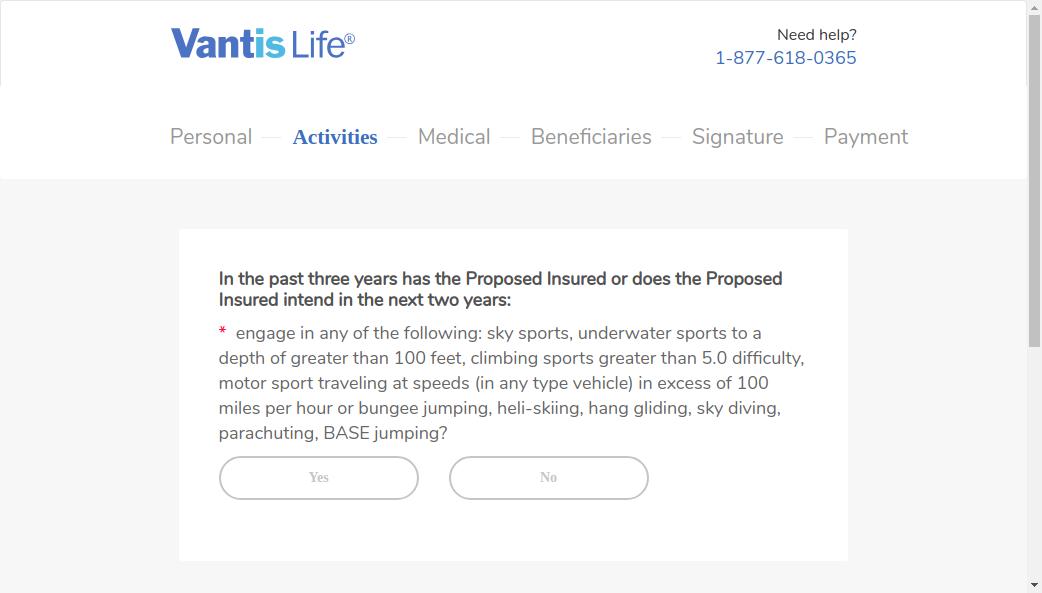 Vantis Life®
Need help?
1-877-618-0365
Personal Activities Medical Beneficiaries Signature Payment
In the past three years has the Proposed Insured or does the Proposed
Insured intend in the next two years:
* engage in any of the following: sky sports, underwater sports to a
depth of greater than 100 feet, climbing sports greater than 5.0 difficulty,
motor sport traveling at speeds (in any type vehicle) in excess of 100
miles per hour or bungee jumping, heli-skiing, hang gliding, sky diving,
parachuting, BASE jumping?
Yes No